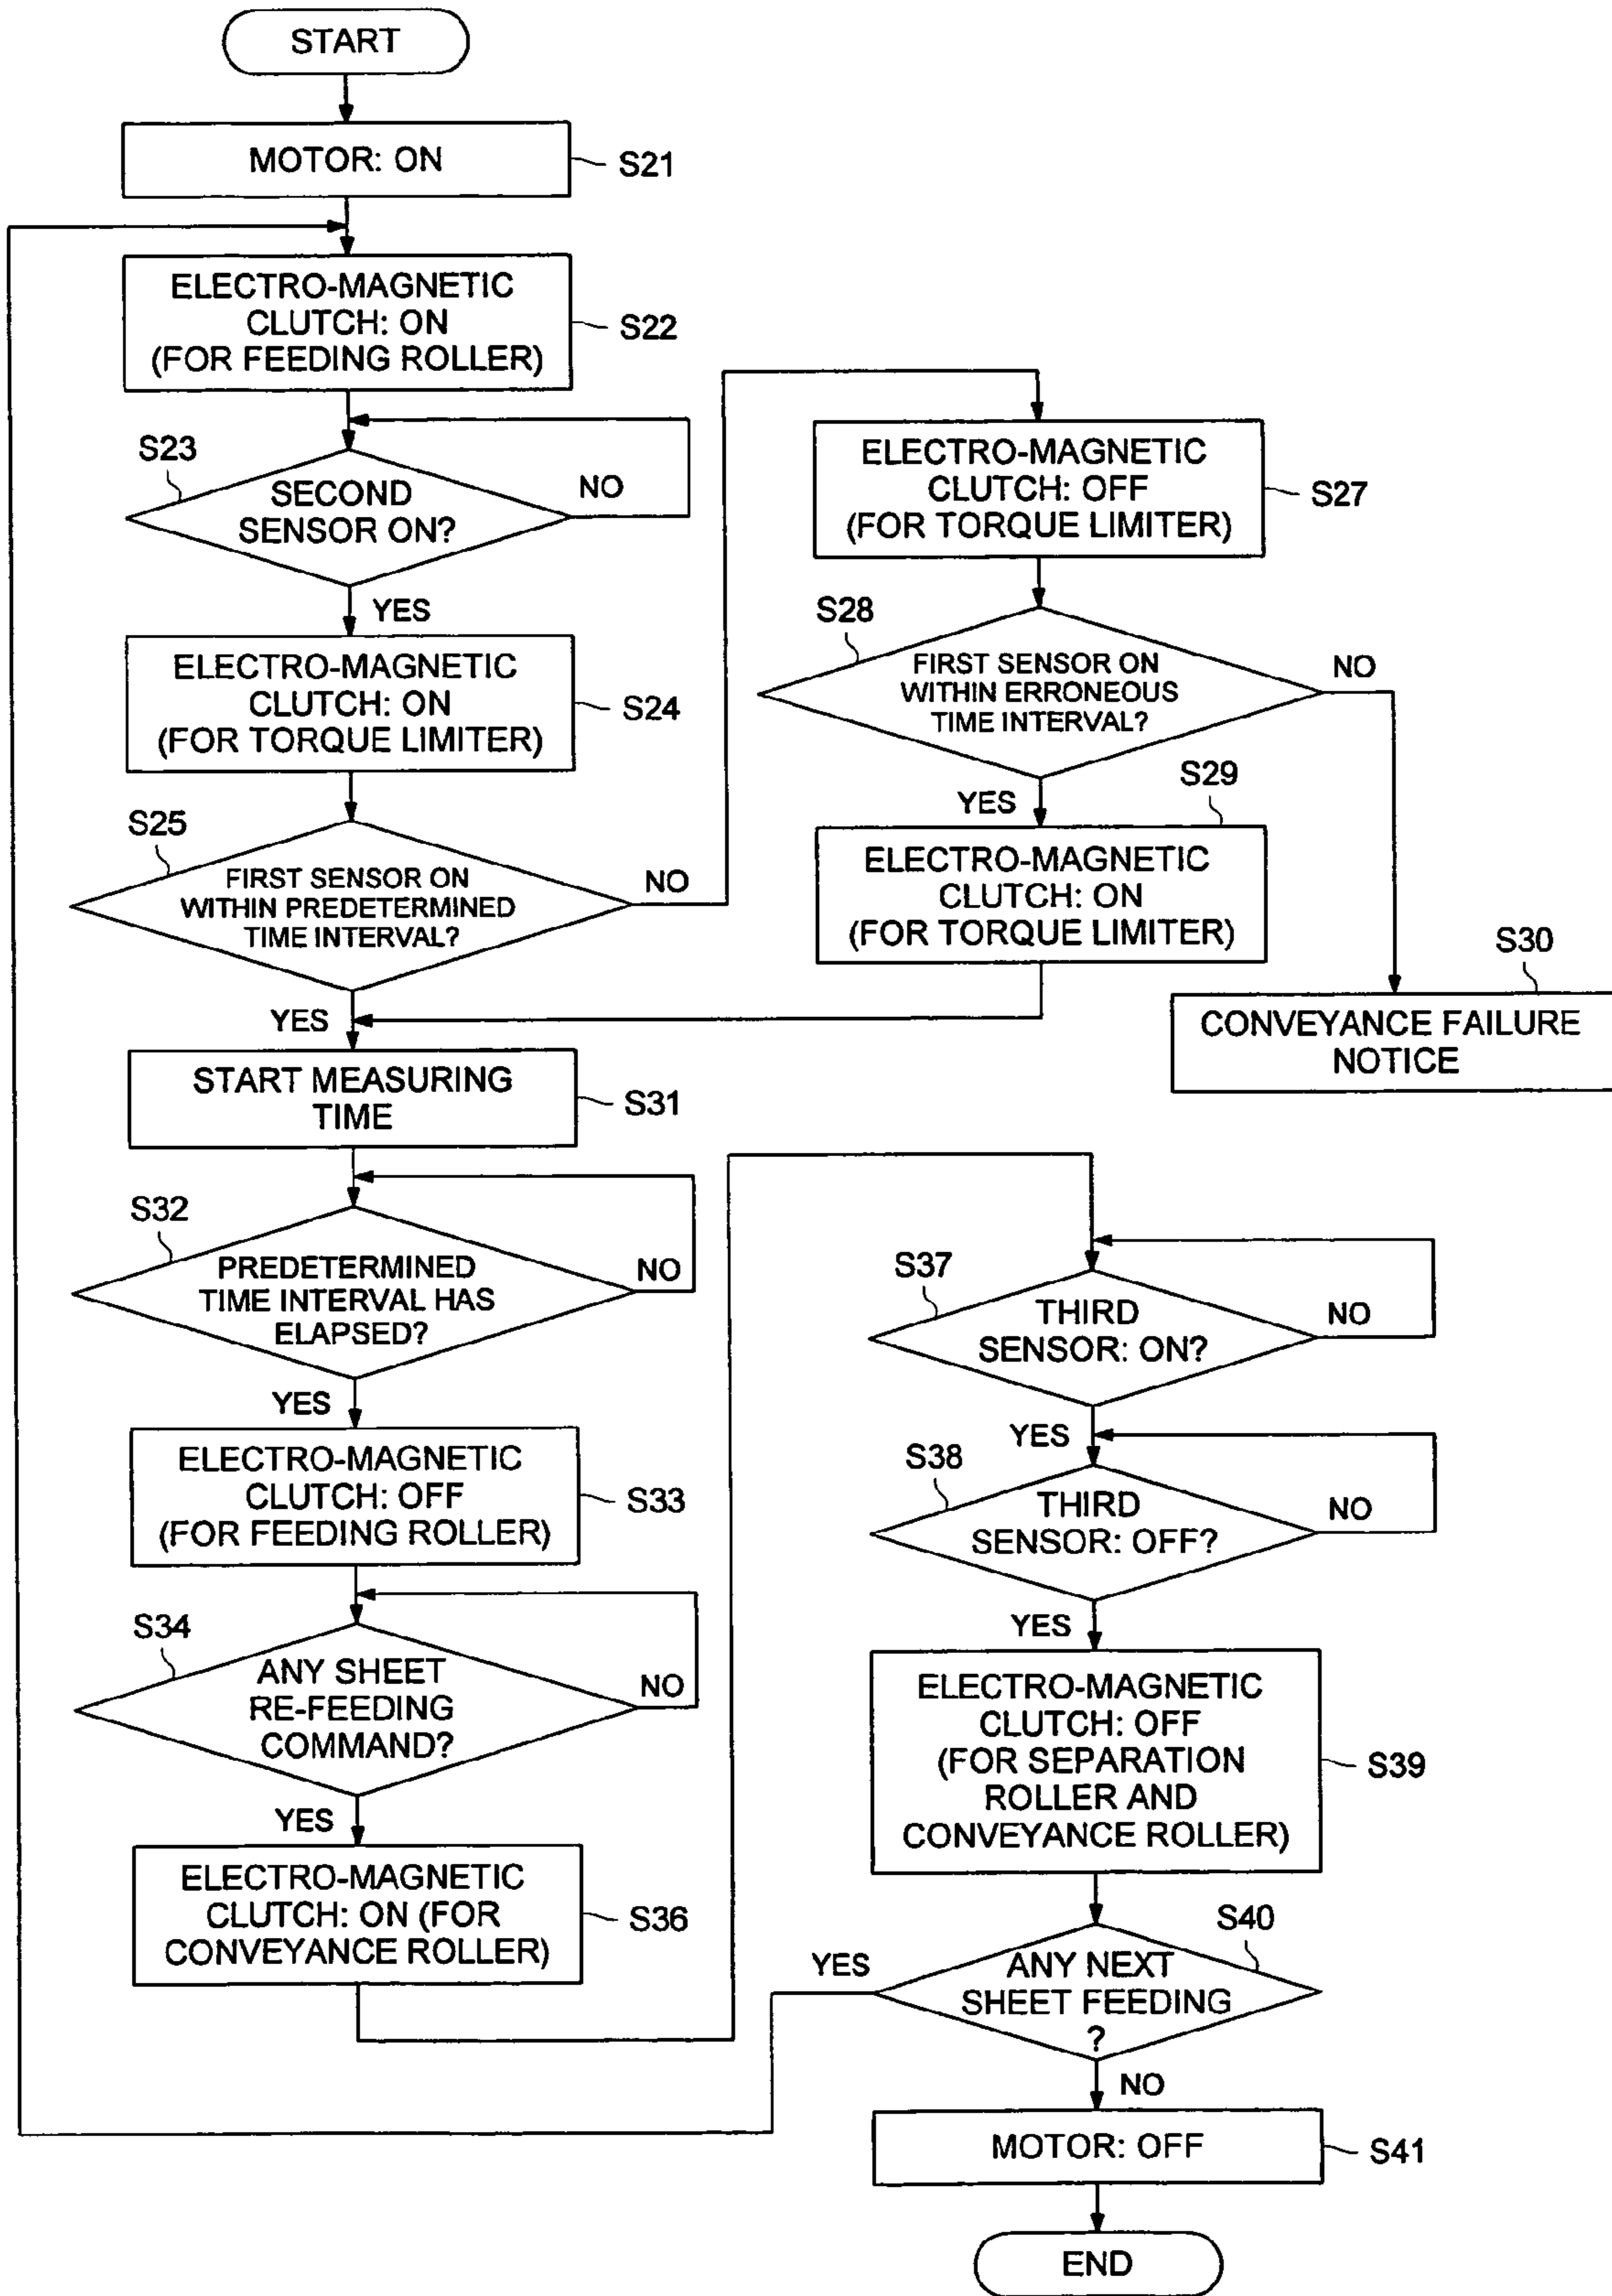 START
MOTOR: ON
S21
ELECTRO-MAGNETIC
CLUTCH: ON
(FOR FEEDING ROLLER)
S22
S23
SECOND
SENSOR ON?
NO
YES
ELECTRO-MAGNETIC
CLUTCH: ON
(FOR TORQUE LIMITER)
S24
S25
FIRST SENSOR ON
WITHIN PREDETERMINED
TIME INTERVAL?
NO
YES
ELECTRO-MAGNETIC
CLUTCH: OFF
(FOR TORQUE LIMITER)
S27
S28
FIRST SENSOR ON
WITHIN ERRONEOUS
TIME INTERVAL?
NO
YES
S29
ELECTRO-MAGNETIC
CLUTCH: ON
(FOR TORQUE LIMITER)
S30
CONVEYANCE FAILURE
NOTICE
START MEASURING
TIME
S31
S32
PREDETERMINED
TIME INTERVAL HAS
ELAPSED?
NO
YES
ELECTRO-MAGNETIC
CLUTCH: OFF
(FOR FEEDING ROLLER)
S33
S34
ANY SHEET
RE-FEEDING
COMMAND?
NO
YES
ELECTRO-MAGNETIC
CLUTCH: ON (FOR
CONVEYANCE ROLLER)
S36
S37
THIRD
SENSOR: ON?
NO
YES
S38
THIRD
SENSOR: OFF?
NO
YES
ELECTRO-MAGNETIC
CLUTCH: OFF
(FOR SEPARATION
ROLLER AND
CONVEYANCE ROLLER)
S39
S40
ANY NEXT
SHEET FEEDING
?
YES
NO
MOTOR: OFF
S41
END